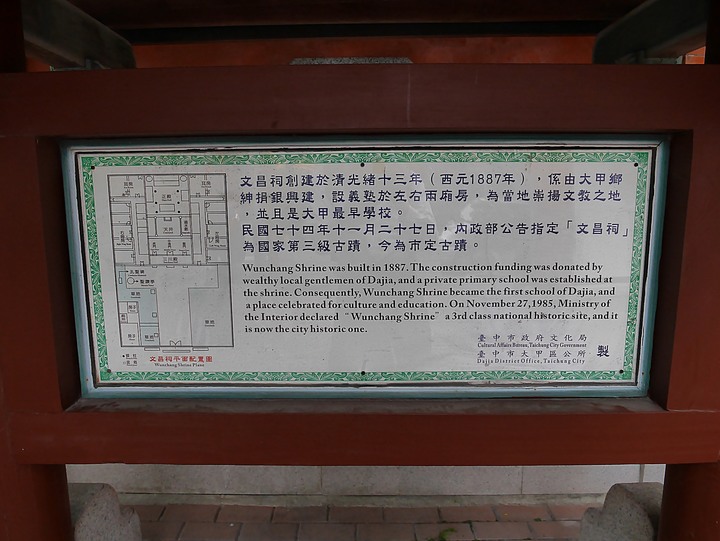 文昌祠創建於清光緒十三年（西元1887年），係由大甲鄉
紳捐銀興建，設義塾於左右兩廂房，為當地崇揚文教之地
，並且是大甲最早學校。
民國七十四年十一月二十七日，內政部公告指定「文昌祠」
為國家第三級古蹟，今為市定古蹟。
Wunchang Shrine was built in 1887. The construction funding was donated by
wealthy local gentlemen of Dajia, and a private primary school was established at
the shrine. Consequently, Wunchang Shrine became the first school of Dajia, and
a place celebrated for culture and education. On November 27,1985, Ministry of
the Interior declared “Wunchang Shrine” a 3rd class national historic site, and it
is now the city historic one.
臺中市政府文化局
Cultural Affairs Bureau, Taichung City Government
臺中市大甲區公所
Dajia District Office, Taichung City
製
正殿
三川殿
文昌祠平面配置圖
Wunchang Shrine Plans